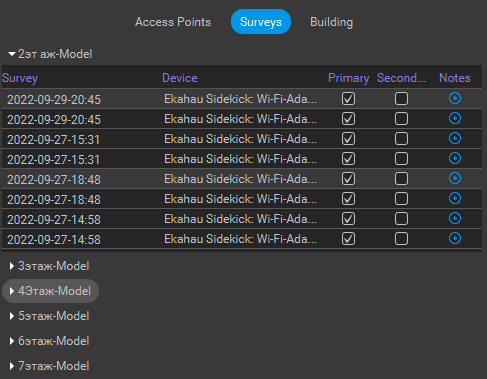 Access Points Surveys Building
2эт аж-Model
Survey Device Primary Second... Notes
2022-09-29-20:45 Ekahau Sidekick: Wi-Fi-Ada...
2022-09-29-20:45 Ekahau Sidekick: Wi-Fi-Ada...
2022-09-27-15:31 Ekahau Sidekick: Wi-Fi-Ada...
2022-09-27-15:31 Ekahau Sidekick: Wi-Fi-Ada...
2022-09-27-18:48 Ekahau Sidekick: Wi-Fi-Ada...
2022-09-27-18:48 Ekahau Sidekick: Wi-Fi-Ada...
2022-09-27-14:58 Ekahau Sidekick: Wi-Fi-Ada...
2022-09-27-14:58 Ekahau Sidekick: Wi-Fi-Ada...
3этаж-Model
4Этаж-Model
5этаж-Model
6этаж-Model
7этаж-Model